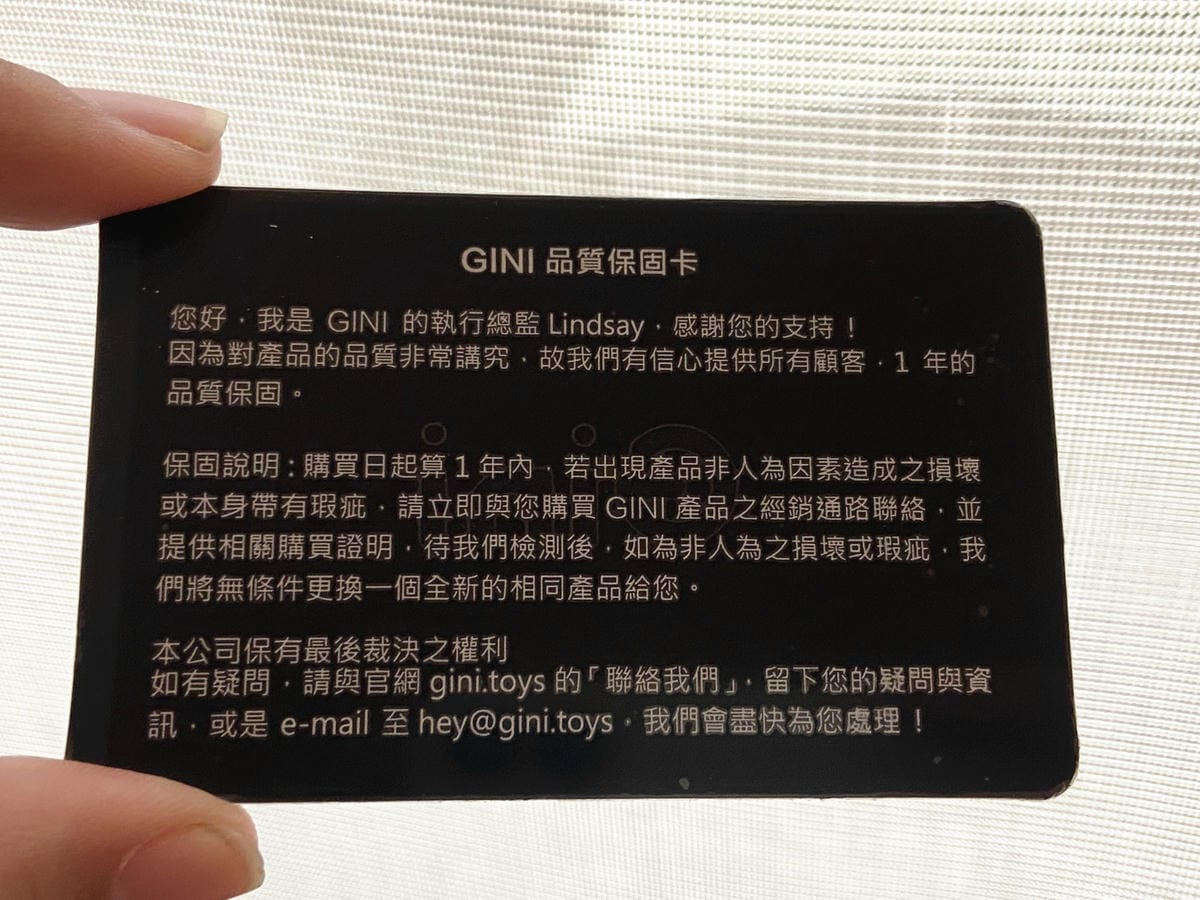 GINI 品質保固卡
您好，我是 GINI 的執行總監 Lindsay，感謝您的支持！
因為對產品的品質非常講究，故我們有信心提供所有顧客，1 年的
品質保固。
保固說明：購買日起算 1 年內，若出現產品非人為因素造成之損壞
或本身帶有瑕疵，請立即與您購買 GINI 產品之經銷通路聯絡，並
提供相關購買證明，待我們檢測後，如為非人為之損壞或瑕疵，我
們將無條件更換一個全新的相同產品給您。
本公司保有最後裁決之權利
如有疑問，請與官網 gini.toys 的「聯絡我們」，留下您的疑問與資
訊，或是 e-mail 至 hey@gini.toys，我們會盡快為您處理！